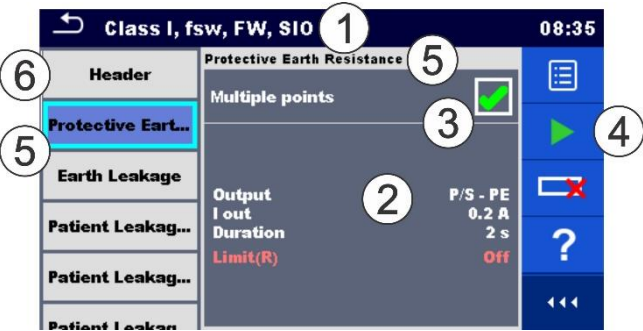 Class I, fsw, FW, SIO
1
08:35
6
Header
Protective Earth Resistance
5
Multiple points
3
Protective Eart...
4
5
Earth Leakage
Output P/S - PE
2
I out 0.2 A
Patient Leakag...
Duration 2 s
?
Limit(R) Off
Patient Leakag...
Patient Leakag